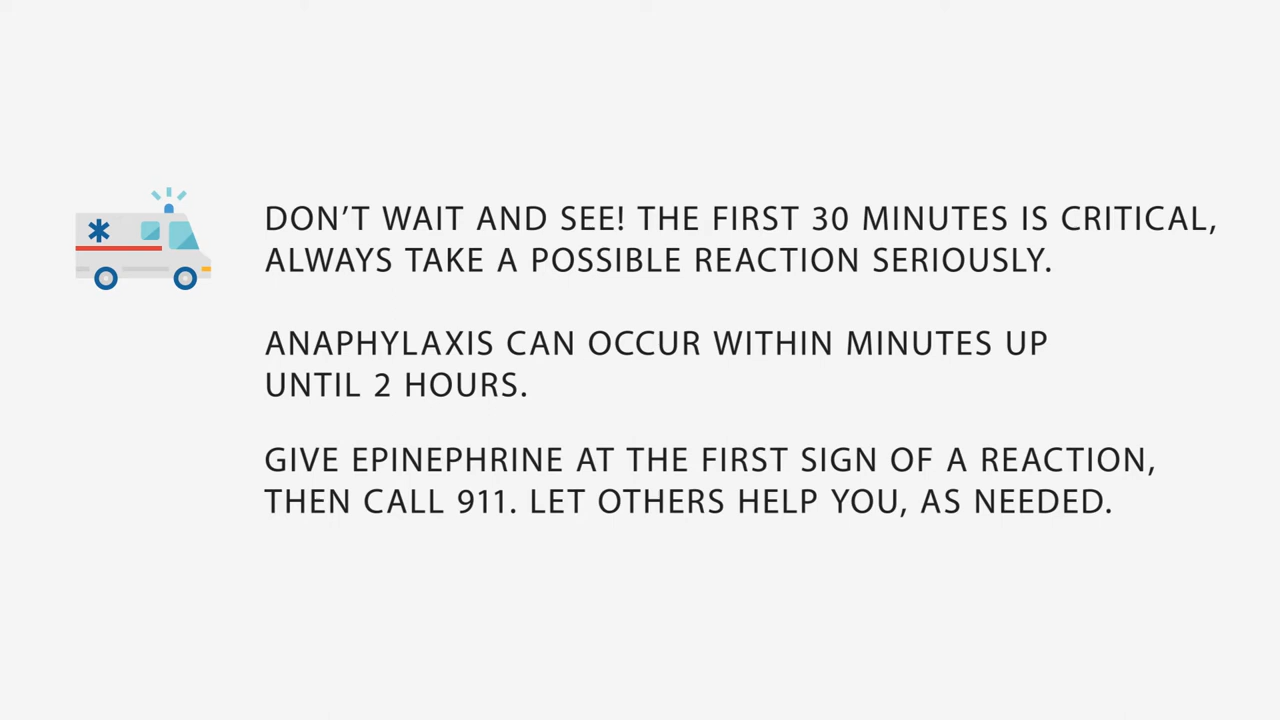 DON’T WAIT AND SEE! THE FIRST 30 MINUTES IS CRITICAL,
ALWAYS TAKE A POSSIBLE REACTION SERIOUSLY.
ANAPHYLAXIS CAN OCCUR WITHIN MINUTES UP
UNTIL 2 HOURS.
GIVE EPINEPHRINE AT THE FIRST SIGN OF A REACTION,
THEN CALL 911. LET OTHERS HELP YOU, AS NEEDED.